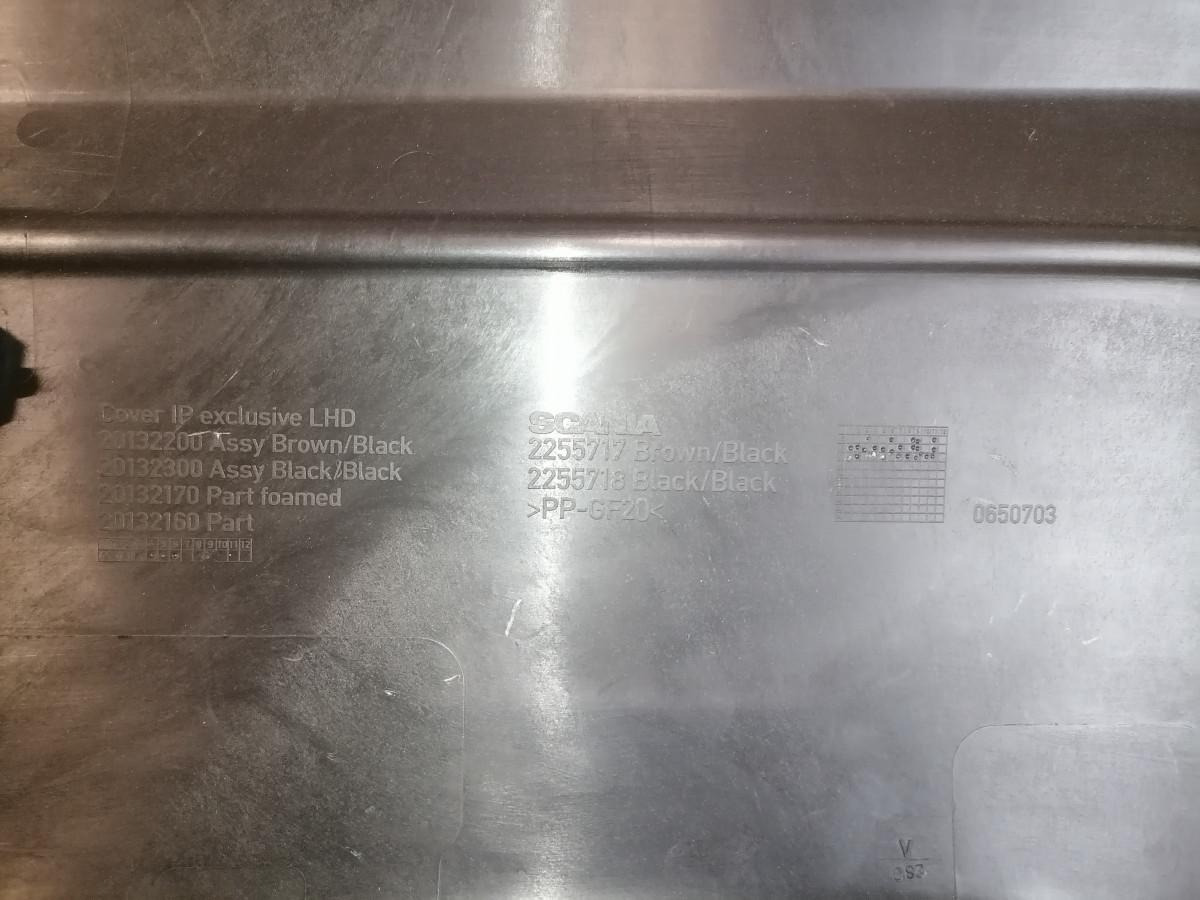 Cover IP exclusive LHD
20132200 Assy Brown/Black
20132300 Assy Black/Black
20132170 Part foamed
20132160 Part
SCANIA
2255717 Brown/Black
2255718 Black/Black
>PP-GF20<
0650703
V